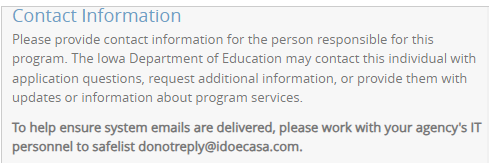 Contact Information
Please provide contact information for the person responsible for this
program. The Iowa Department of Education may contact this individual with
application questions, request additional information, or provide them with
updates or information about program services.
To help ensure system emails are delivered, please work with your agency's IT
personnel to safelist donotreply@idoecasa.com.